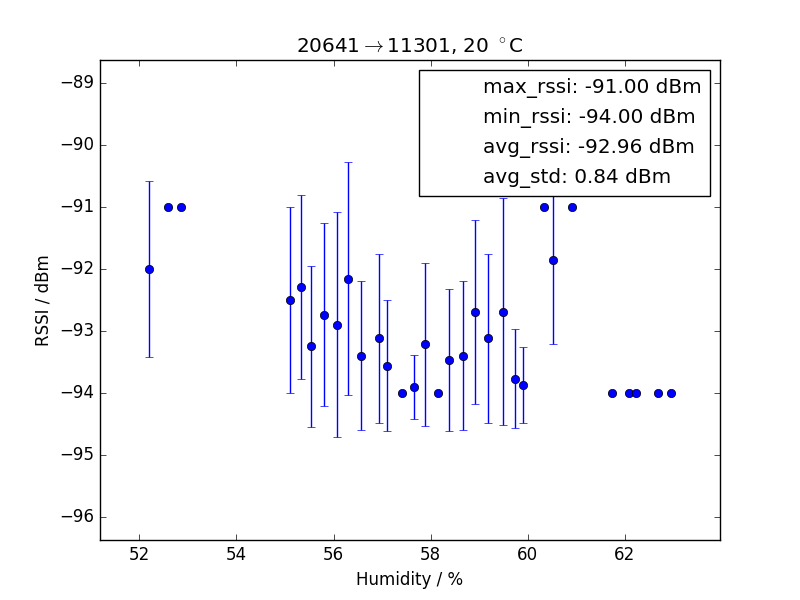 20641→11301, 20 °C
max_rssi: -91.00 dBm
min_rssi: -94.00 dBm
avg_rssi: -92.96 dBm
avg_std: 0.84 dBm
−89
−90
−91
−92
−93
−94
−95
−96
RSSI / dBm
52 54 56 58 60 62
Humidity / %